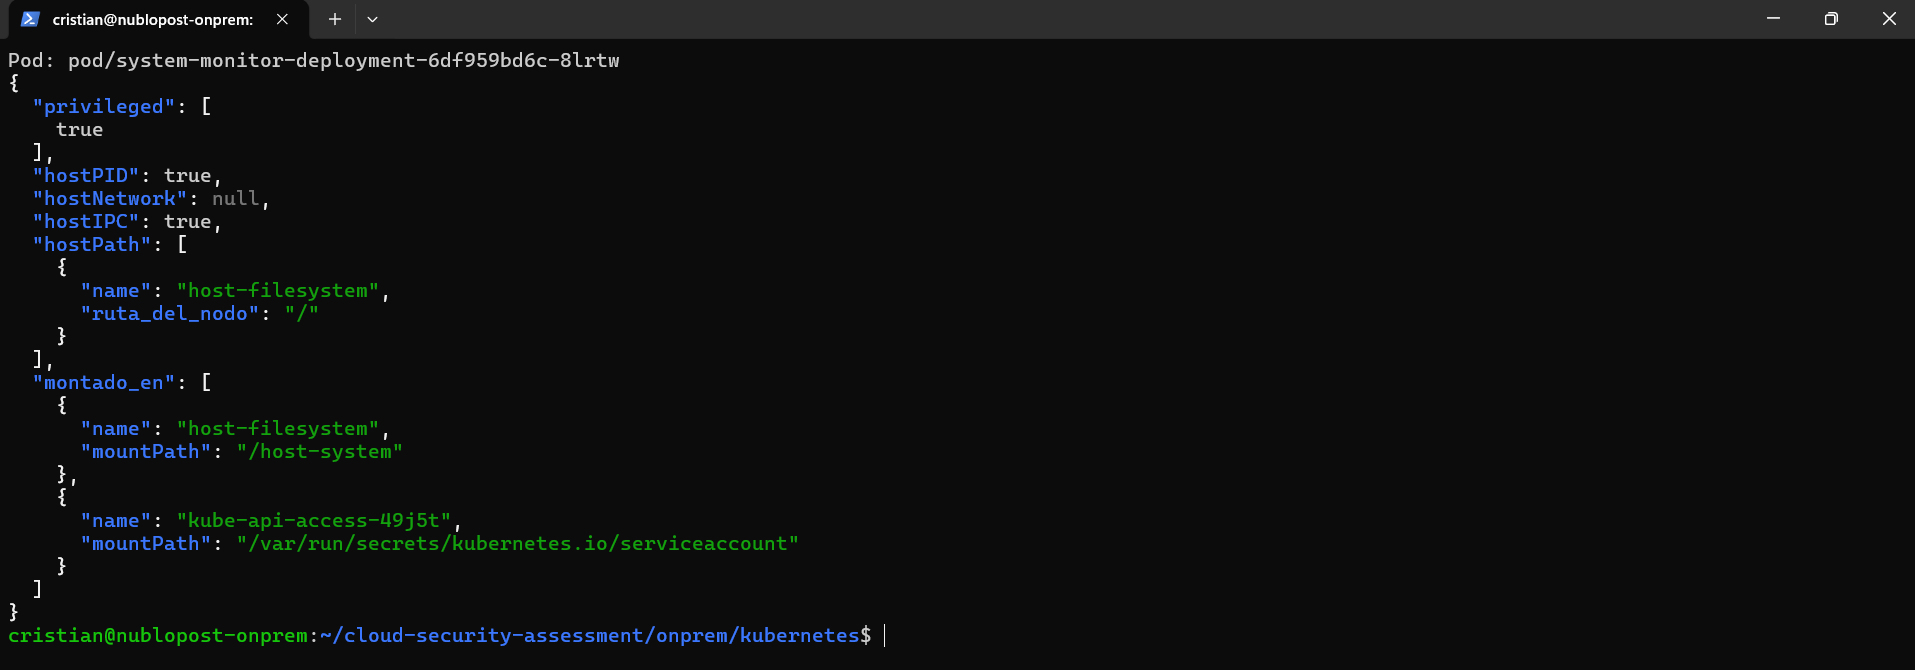 cristian@nublopost-onprem:
Pod: pod/system-monitor-deployment-6df959bd6c-8lrtw
{
  "privileged": [
    true
  ],
  "hostPID": true,
  "hostNetwork": null,
  "hostIPC": true,
  "hostPath": [
    {
      "name": "host-filesystem",
      "ruta_del_nodo": "/"
    }
  ],
  "montado_en": [
    {
      "name": "host-filesystem",
      "mountPath": "/host-system"
    },
    {
      "name": "kube-api-access-49j5t",
      "mountPath": "/var/run/secrets/kubernetes.io/serviceaccount"
    }
  ]
}
cristian@nublopost-onprem:~/cloud-security-assessment/onprem/kubernetes$